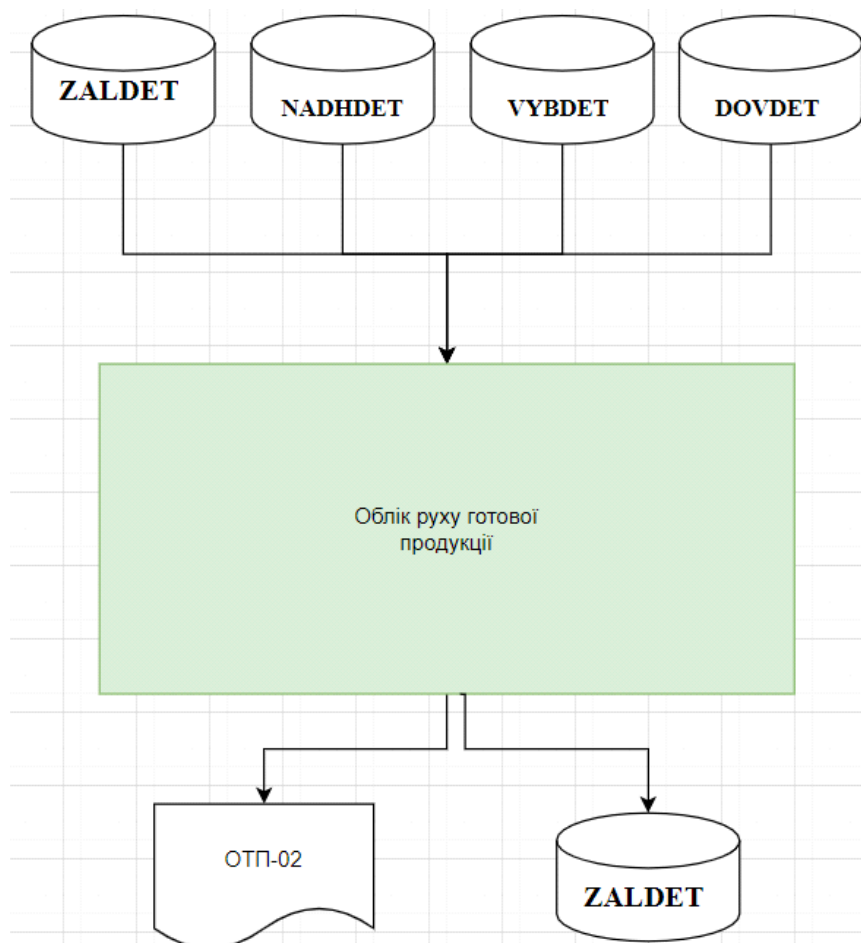 ZALDET
NADHDET
VYBDET
DOVDET
Облік руху готової
продукції
ОТП-02
ZALDET